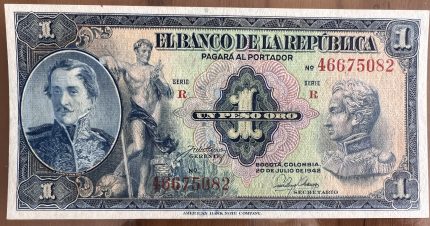 1 1
EL BANCO DE LA REPÚBLICA
PAGARÁ AL PORTADOR
Nº 46675082
SERIE R SERIE R
1
UN PESO ORO
GERENTE
BOGOTÁ, COLOMBIA,
20 DE JULIO DE 1942
Nº 46675082
SECRETARIO
1 1
AMERICAN BANK NOTE COMPANY.